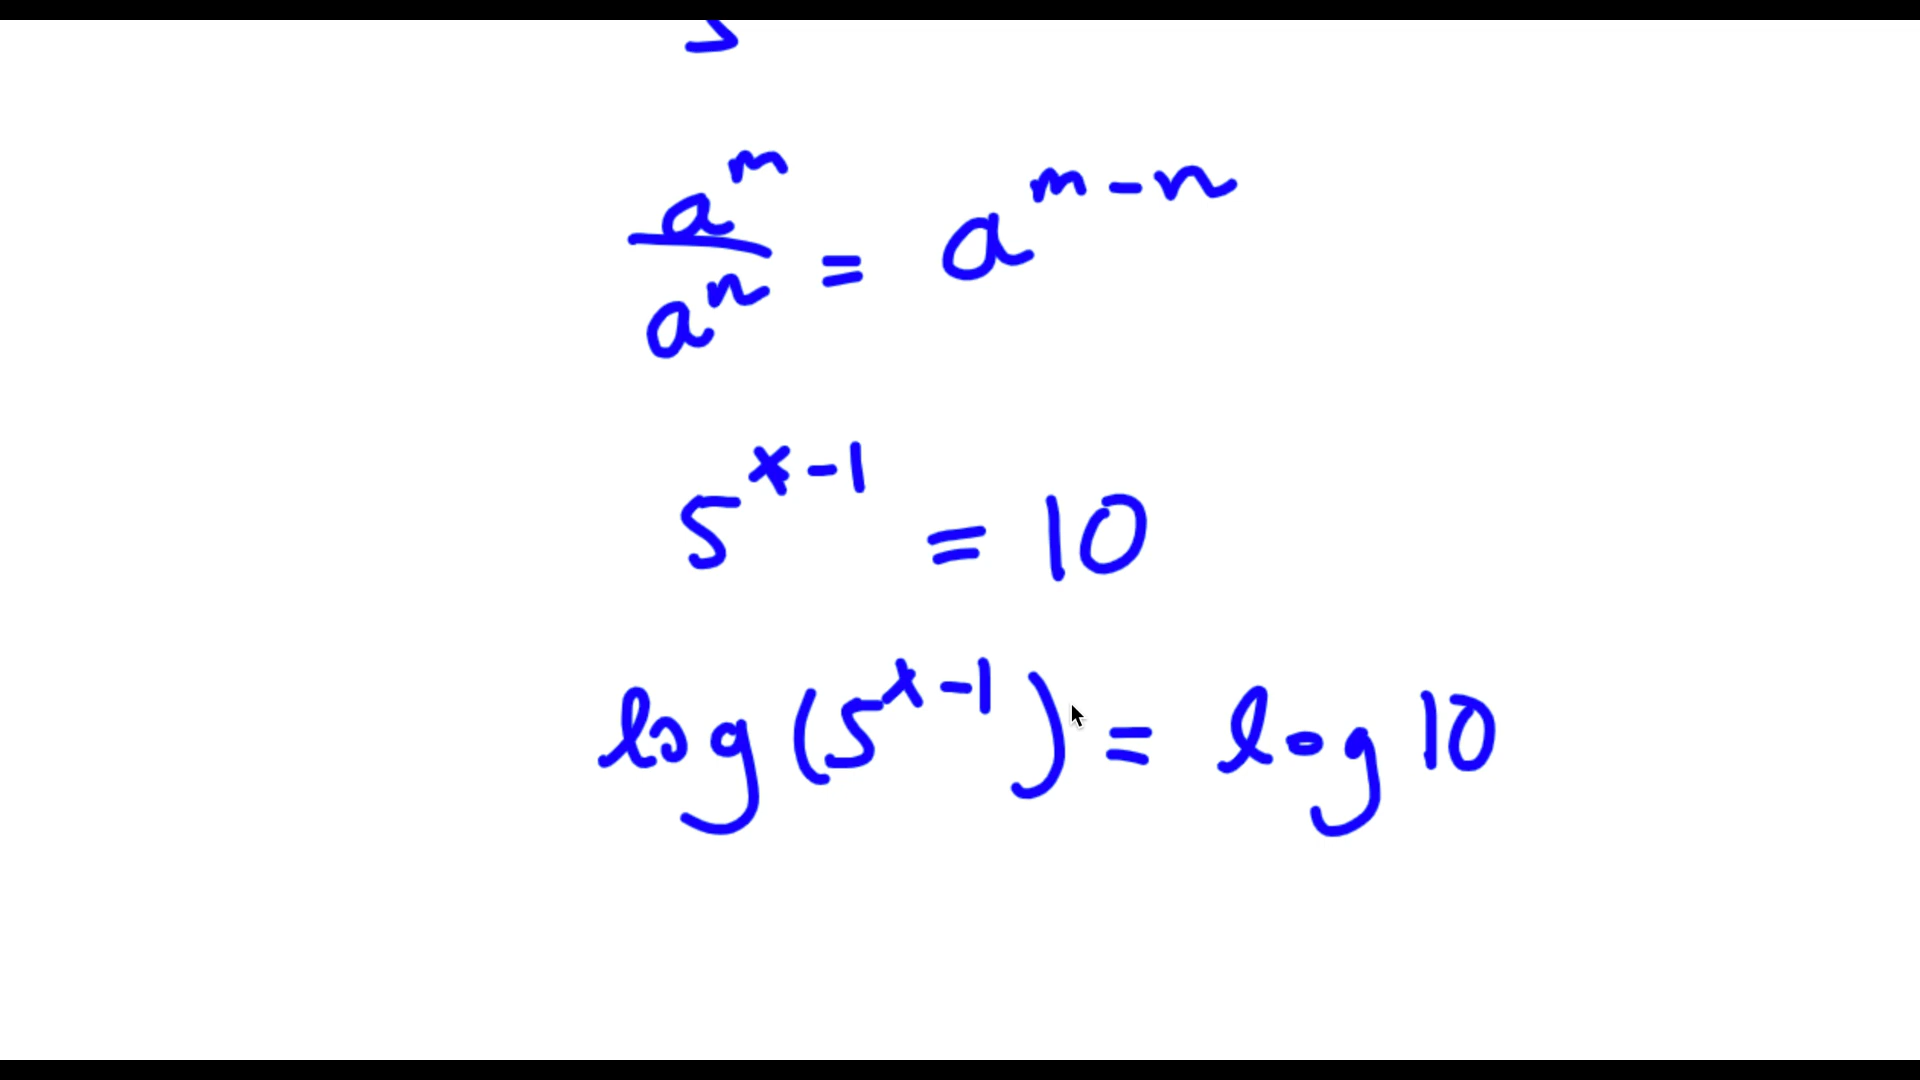 a^m / a^n = a^(m-n)
5^(x-1) = 10
log (5^(x-1)) = log 10